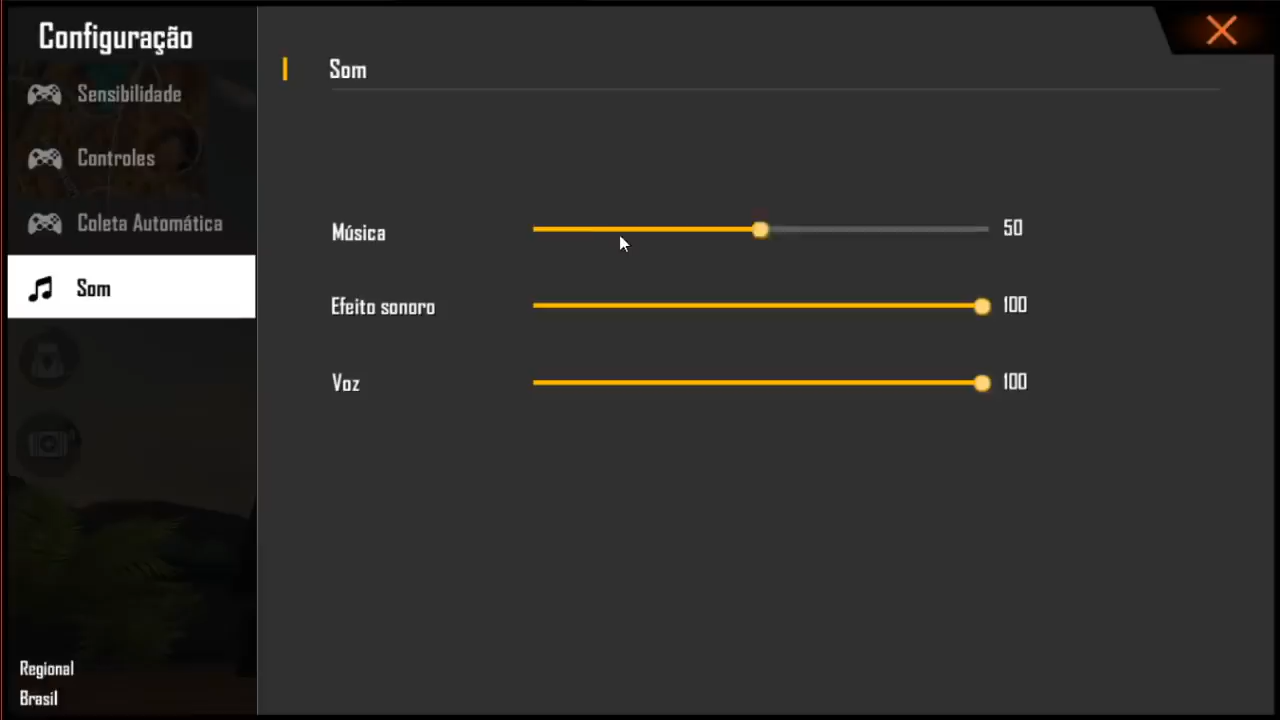 Configuração
Sensibilidade
Controles
Coleta Automática
Som
Regional
Brasil
Som
Música
50
Efeito sonoro
100
Voz
100